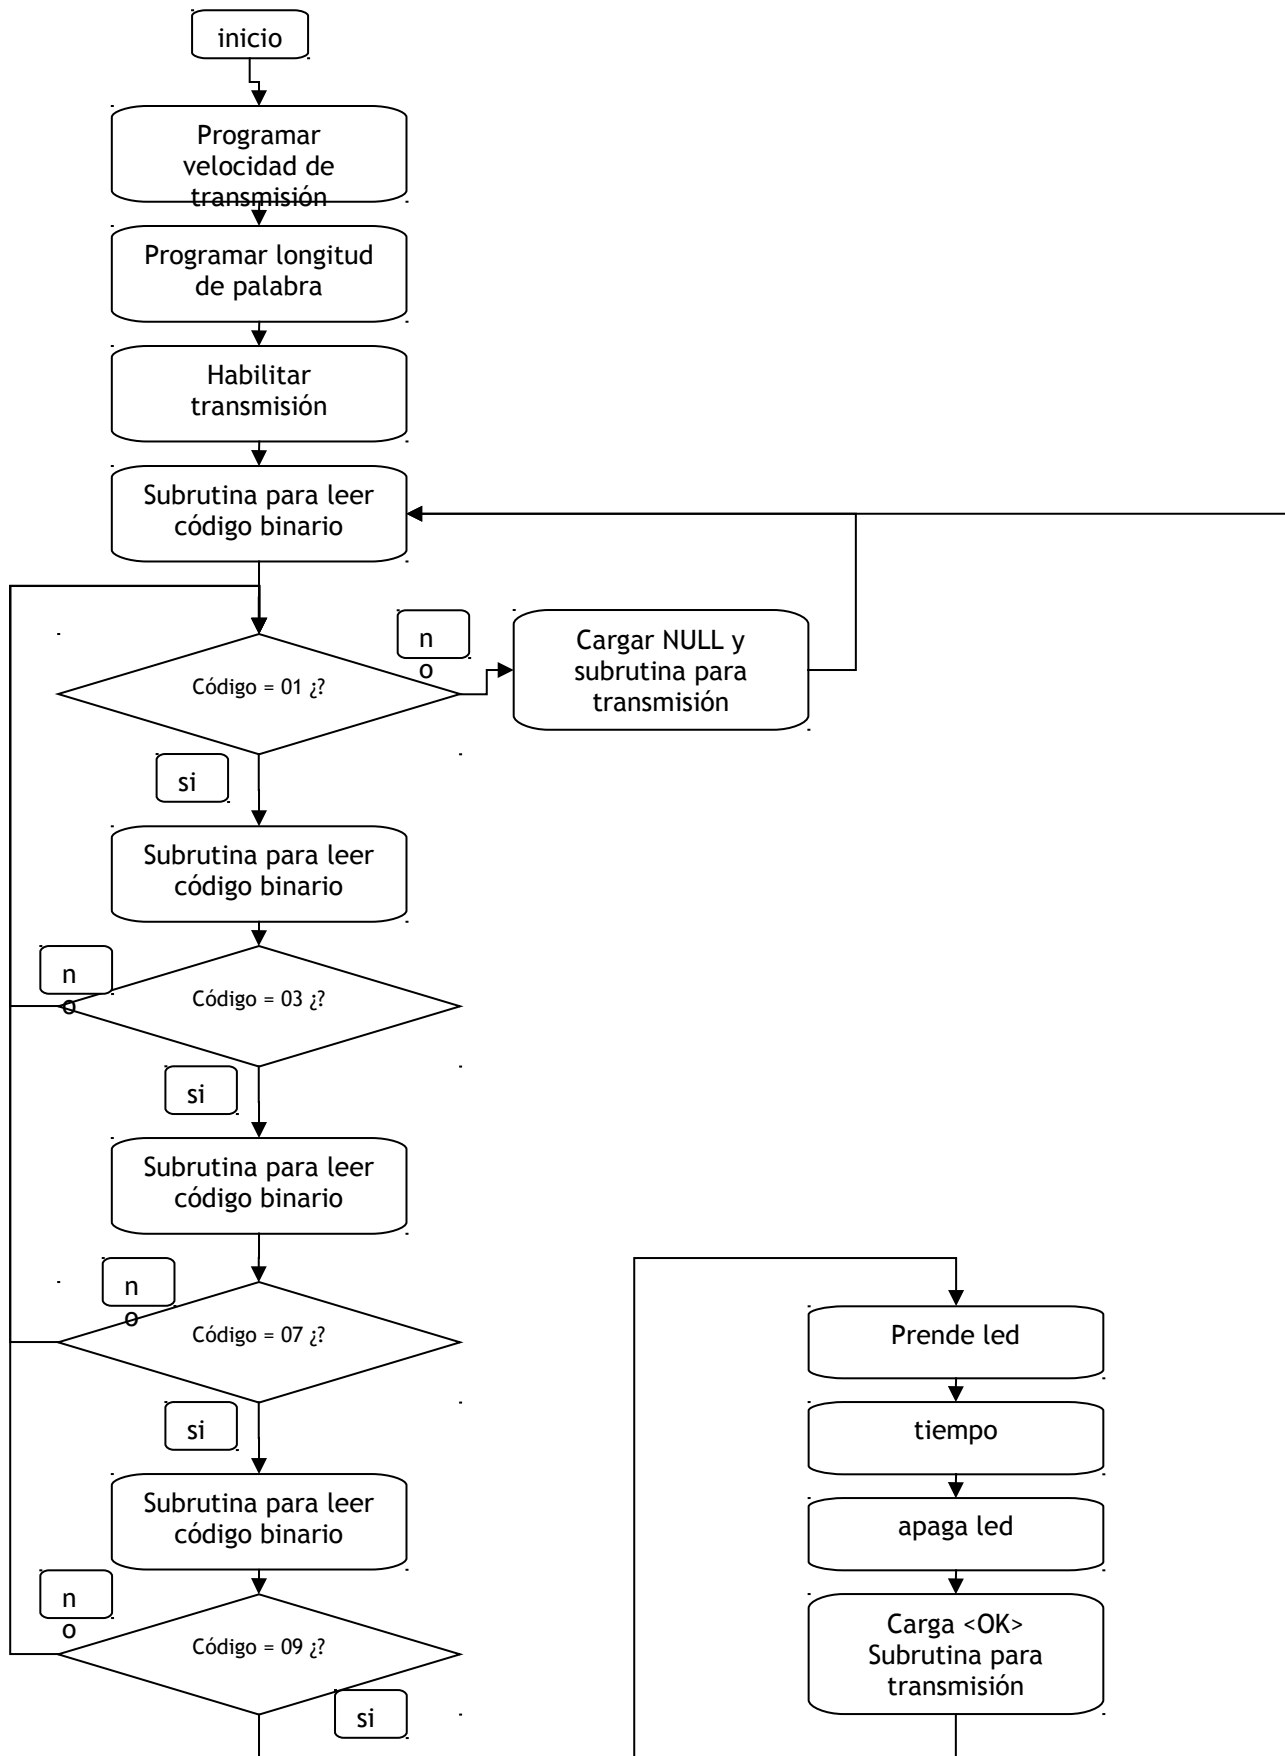 inicio
Programar
velocidad de
transmisión
Programar longitud
de palabra
Habilitar
transmisión
Subrutina para leer
código binario
Código = 01 ¿?
n
o
Cargar NULL y
subrutina para
transmisión
si
Subrutina para leer
código binario
n
o
Código = 03 ¿?
si
Subrutina para leer
código binario
n
o
Código = 07 ¿?
si
Subrutina para leer
código binario
n
o
Código = 09 ¿?
si
Prende led
tiempo
apaga led
Carga <OK>
Subrutina para
transmisión